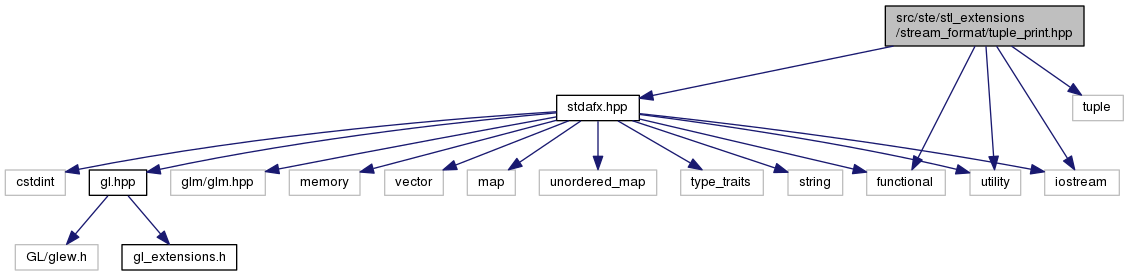 src/ste/stl_extensions
/stream_format/tuple_print.hpp
stdafx.hpp
tuple
cstdint
gl.hpp
glm/glm.hpp
memory
vector
map
unordered_map
type_traits
string
functional
utility
iostream
GL/glew.h
gl_extensions.h